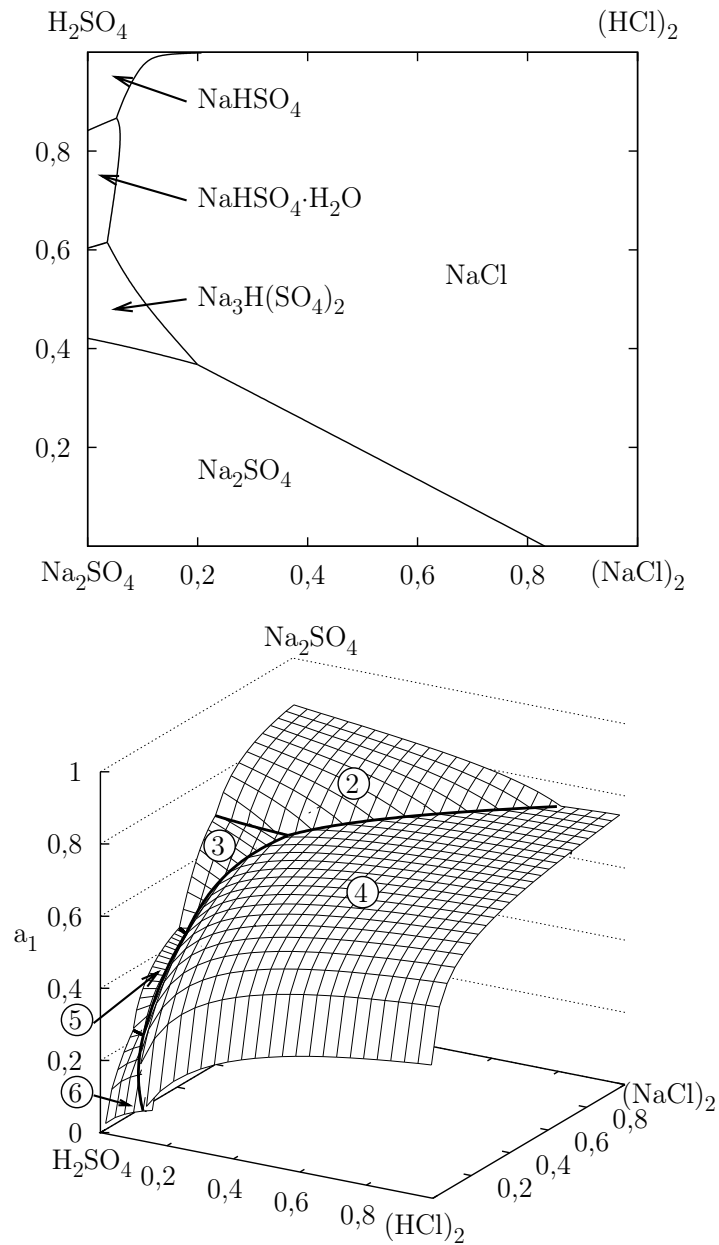 H₂SO₄ (HCl)₂
NaHSO₄
0,8
NaHSO₄·H₂O
0,6
NaCl
Na₃H(SO₄)₂
0,4
0,2
Na₂SO₄
Na₂SO₄ 0,2 0,4 0,6 0,8 (NaCl)₂
Na₂SO₄
1
②
0,8
③
0,6
④
a₁
0,4
⑤
0,2
⑥
0
(NaCl)₂
0,8
0,6
0,4
0,2
H₂SO₄
0,2 0,4 0,6 0,8 (HCl)₂